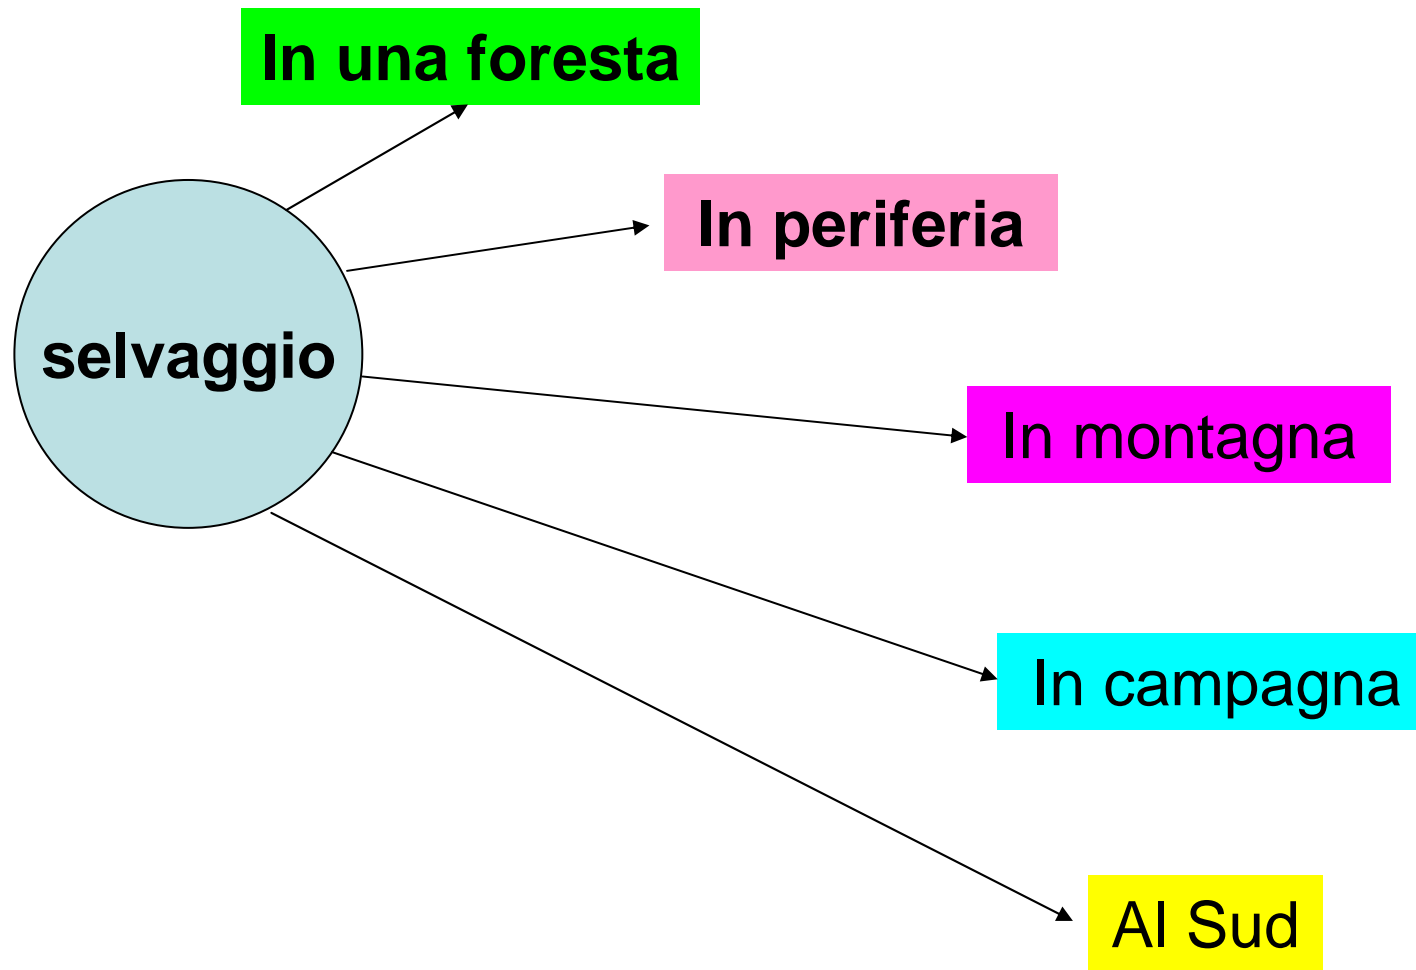 In una foresta
In periferia
selvaggio
In montagna
In campagna
Al Sud